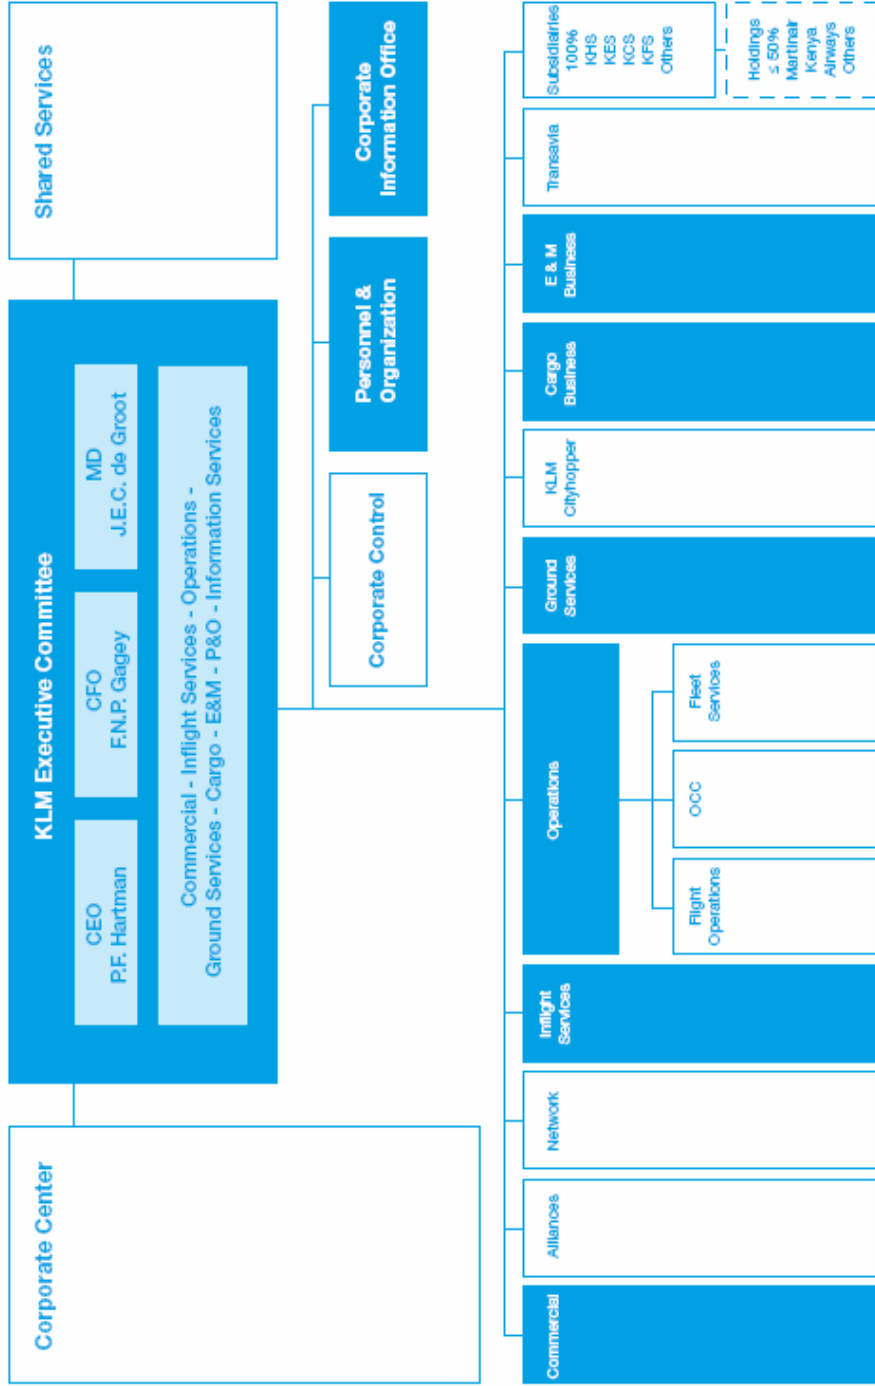 Corporate Center
KLM Executive Committee
CEO
P.F. Hartman
CFO
F.N.P. Gagey
MD
J.E.C. de Groot
Commercial - Inflight Services - Operations -
Ground Services - Cargo - E&M - P&O - Information Services
Shared Services
Corporate Control
Personnel &
Organization
Corporate
Information Office
Commercial
Alliances
Network
Inflight
Services
Operations
Flight
Operations
OCC
Fleet
Services
Ground
Services
KLM
Cityhopper
Cargo
Business
E & M
Business
Transavia
Subsidiairies
100%
KHS
KES
KCS
KFS
Others
Holdings
≤ 50%
Martinair
Kenya
Airways
Others